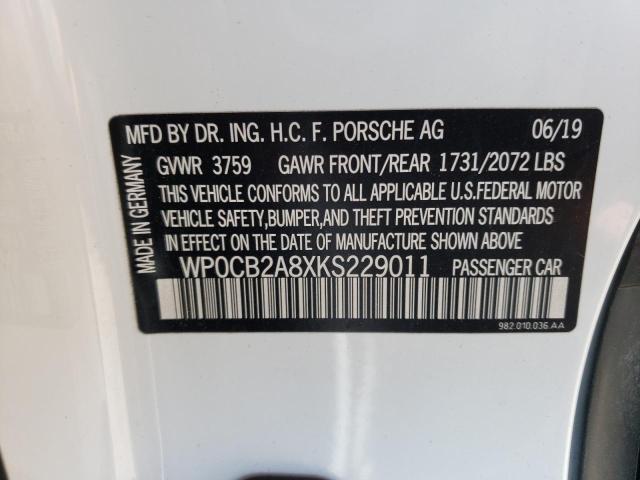 MFD BY DR. ING. H.C. F. PORSCHE AG 06/19
GVWR 3759 GAWR FRONT/REAR 1731/2072 LBS
THIS VEHICLE CONFORMS TO ALL APPLICABLE U.S.FEDERAL MOTOR
VEHICLE SAFETY,BUMPER,AND THEFT PREVENTION STANDARDS
IN EFFECT ON THE DATE OF MANUFACTURE SHOWN ABOVE.
WP0CB2A8XKS229011 PASSENGER CAR
982.010.036.AA
MADE IN GERMANY